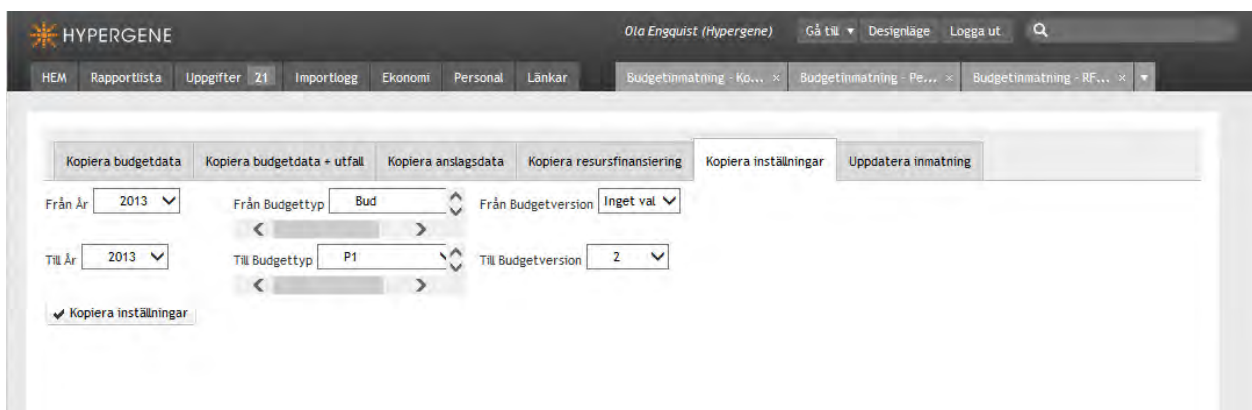 HYPERGENE
Ola Engquist (Hypergene) Gå till Designläge Logga ut
HEM Rapportlista Uppgifter 21 Importlogg Ekonomi Personal Länkar Budgetinmatning - Ko... × Budgetinmatning - Pe... × Budgetinmatning - RF... ×
Kopiera budgetdata Kopiera budgetdata + utfall Kopiera anslagsdata Kopiera resursfinansiering Kopiera inställningar Uppdatera inmatning
Från År 2013 Från Budgettyp Bud Från Budgetversion Inget val
Till År 2013 Till Budgettyp P1 Till Budgetversion 2
Kopiera inställningar